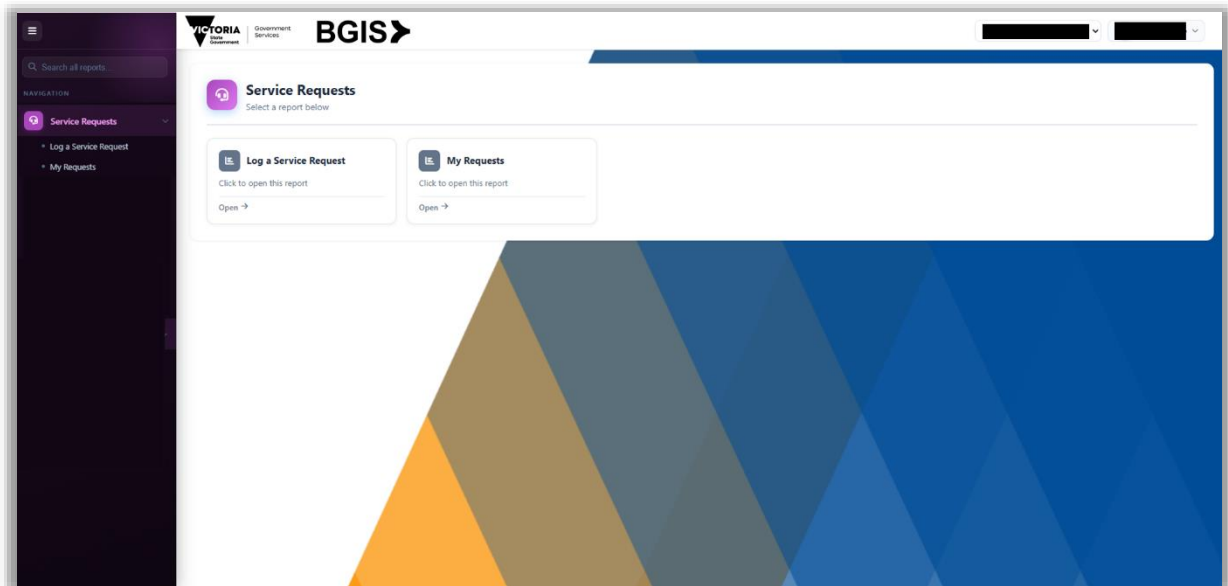 VICTORIA
State
Government
Government
Services
BGIS
Search all reports...
NAVIGATION
Service Requests
Log a Service Request
My Requests
Service Requests
Select a report below
Log a Service Request
Click to open this report
Open →
My Requests
Click to open this report
Open →